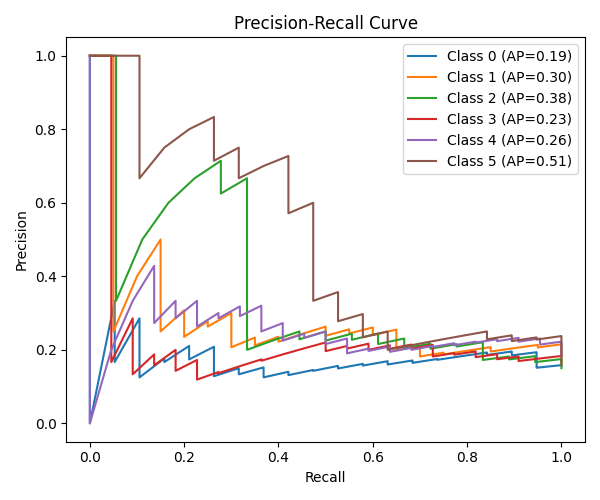 Precision-Recall Curve
Class 0 (AP=0.19)
Class 1 (AP=0.30)
Class 2 (AP=0.38)
Class 3 (AP=0.23)
Class 4 (AP=0.26)
Class 5 (AP=0.51)
Precision
1.0
0.8
0.6
0.4
0.2
0.0
0.0 0.2 0.4 0.6 0.8 1.0
Recall